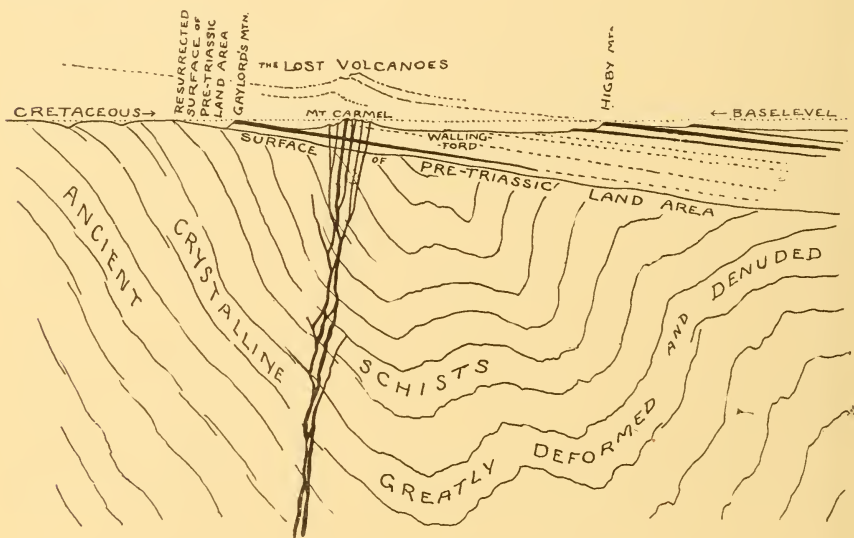 RESURRECTED
SURFACE OF
PRE-TRIASSIC
LAND AREA
GAYLORD'S MTN.
THE LOST VOLCANOES
HIGBY MTN.
CRETACEOUS→
MT CARMEL
←BASELEVEL
WALLING-
-FORD-
SURFACE OF PRE-TRIASSIC LAND AREA
ANCIENT CRYSTALLINE SCHISTS
GREATLY DEFORMED AND DENUDED